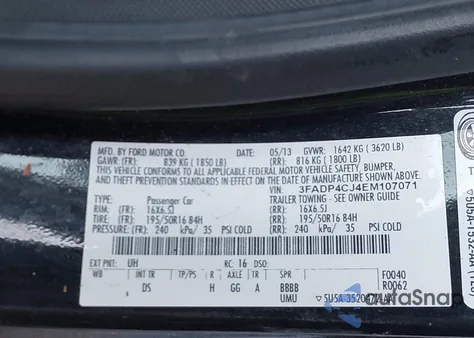 MFD. BY FORD MOTOR CO. DATE: 05/13 GVWR: 1642 KG ( 3620 LB)
GAWR: (FR): 839 KG ( 1850 LB) (RR): 816 KG ( 1800 LB)
THIS VEHICLE CONFORMS TO ALL APPLICABLE
FEDERAL MOTOR VEHICLE SAFETY, BUMPER,
AND THEFT PREVENTION STANDARDS IN EFFECT ON THE DATE OF MANUFACTURE SHOWN ABOVE.
VIN: 3FADP4CJ4EM107071
TYPE: Passenger Car TRAILER TOWING - SEE OWNER GUIDE
RIM: (FR): 16X6.5J (RR): 16X6.5J
TIRE: (FR): 195/50R16 84H (RR): 195/50R16 84H
PRESSURE: (FR): 240 kPa/ 35 PSI COLD (RR): 240 kPa/ 35 PSI COLD
EXT PNT: UH RC: 16 DSO:
WB INT TR TP/PS R AXLE TR SPR F0040
DS H GG A BBBB R0062
UMU
autoSnap